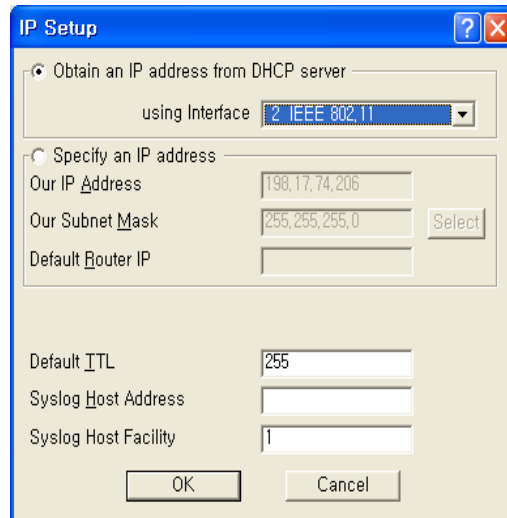 IP Setup
Obtain an IP address from DHCP server
using Interface 2 IEEE 802,11
Specify an IP address
Our IP Address 198,17,74,206
Our Subnet Mask 255,255,255,0 Select
Default Router IP
Default TTL 255
Syslog Host Address
Syslog Host Facility 1
OK Cancel